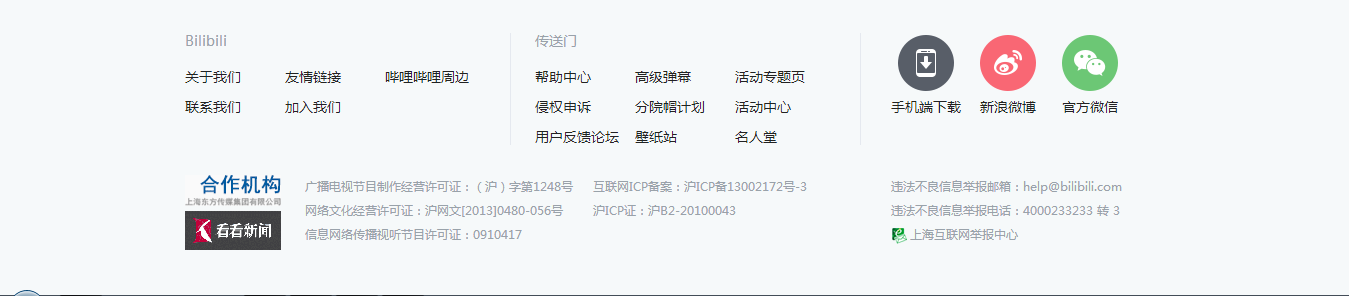 Bilibili
关于我们 友情链接 哔哩哔哩周边
联系我们 加入我们
传送门
帮助中心 高级弹幕 活动专题页
侵权申诉 分院帽计划 活动中心
用户反馈论坛 壁纸站 名人堂
手机端下载 新浪微博 官方微信
合作机构
上海东方传媒集团有限公司
看看新闻
广播电视节目制作经营许可证：（沪）字第1248号 互联网ICP备案：沪ICP备13002172号-3
网络文化经营许可证：沪网文[2013]0480-056号 沪ICP证：沪B2-20100043
信息网络传播视听节目许可证：0910417
违法不良信息举报邮箱：help@bilibili.com
违法不良信息举报电话：4000233233 转 3
上海互联网举报中心